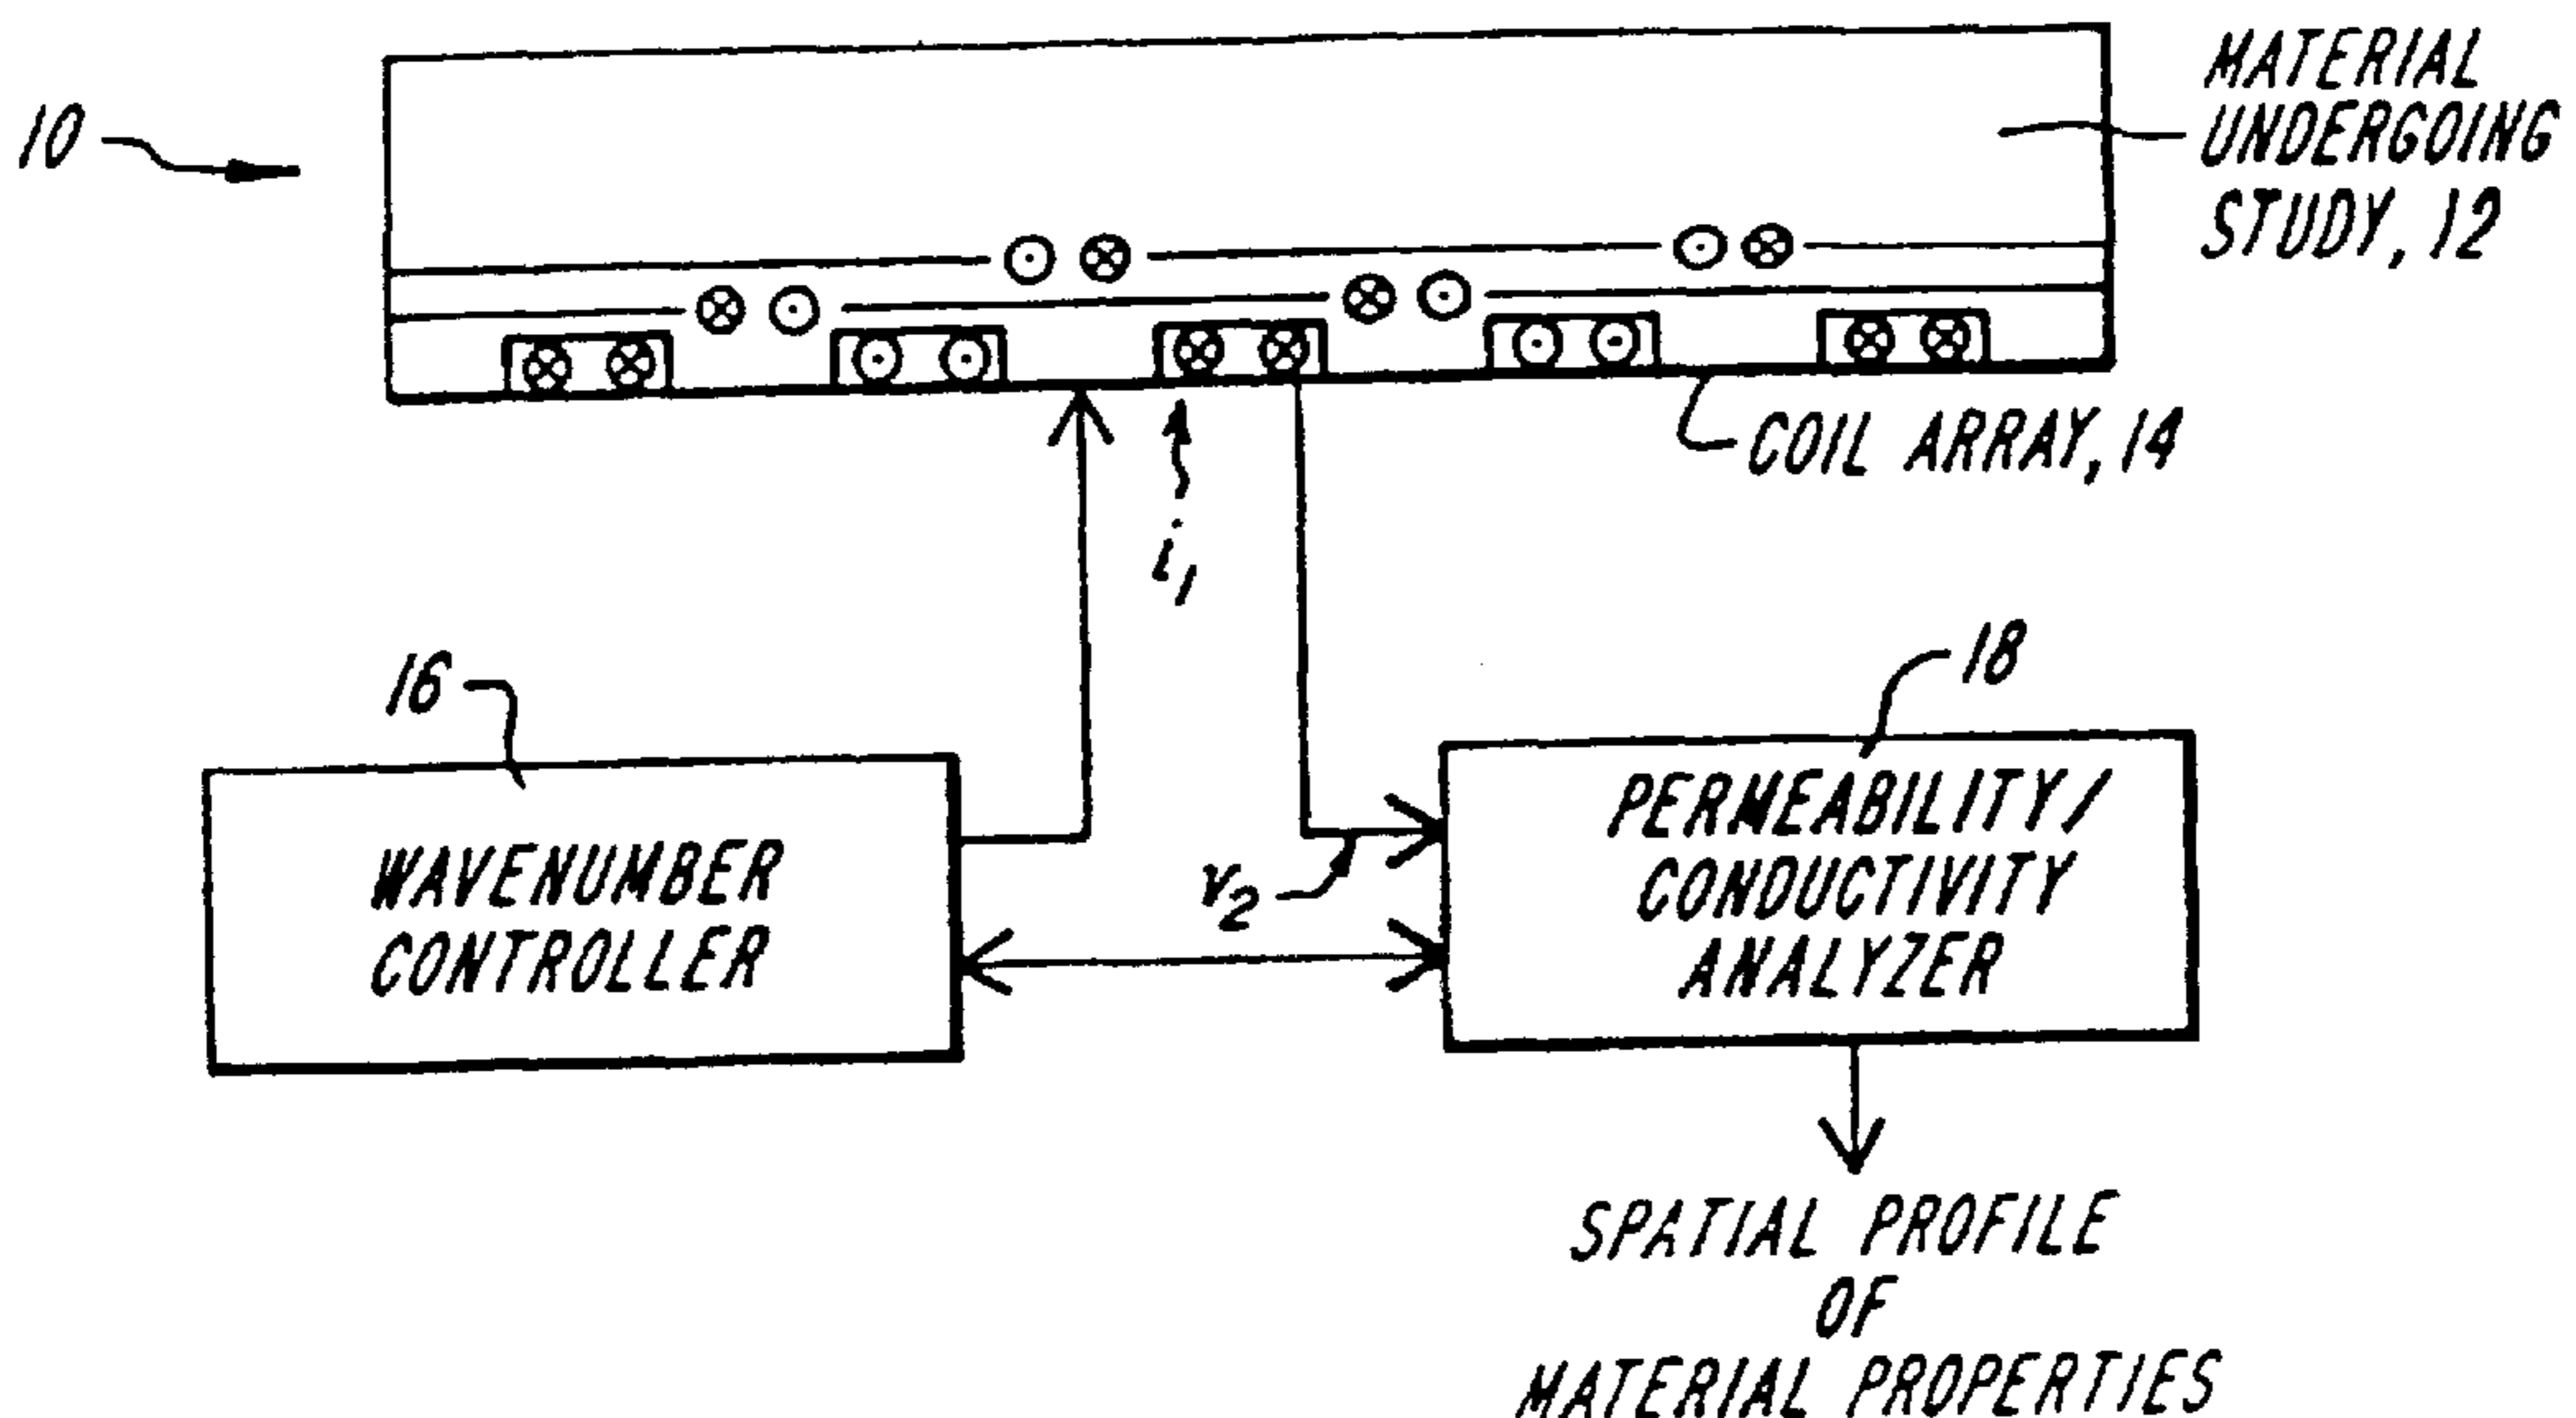 10
MATERIAL
UNDERGOING
STUDY, 12
COIL ARRAY, 14
i1
16
18
WAVENUMBER
CONTROLLER
v2
PERMEABILITY/
CONDUCTIVITY
ANALYZER
SPATIAL PROFILE
OF
MATERIAL PROPERTIES